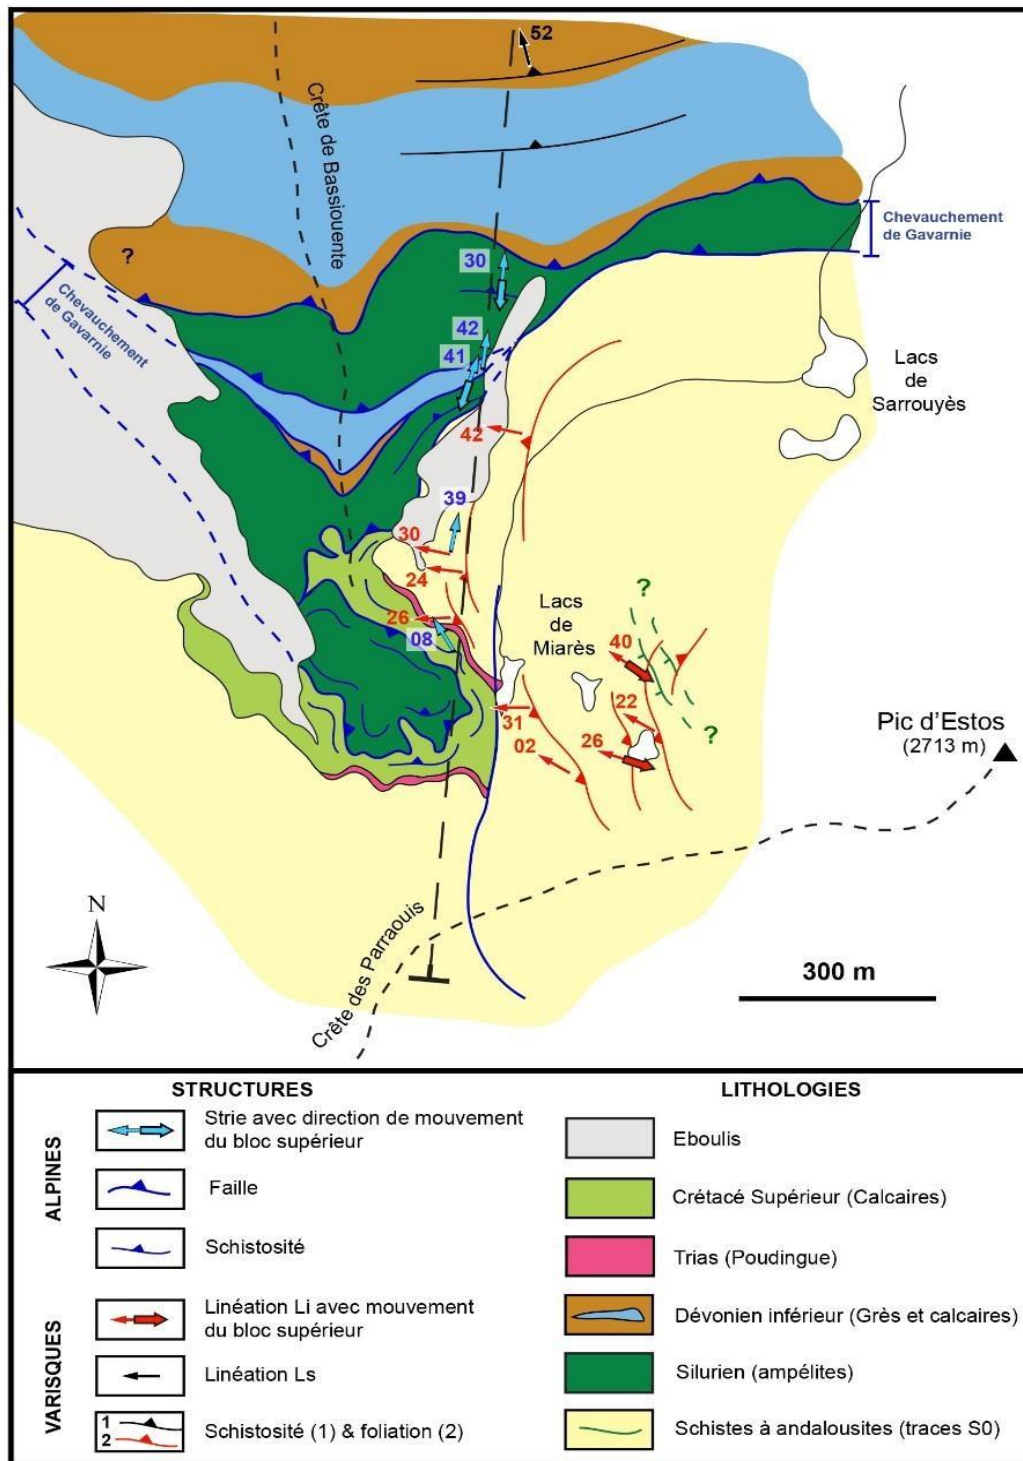 52
Crête de Bassiouente
Chevauchement
de Gavarnie
?
30
Chevauchement
de Gavarnie
42
41
Lacs
de
Sarrouyès
42
39
30
24
26
08
Lacs
de
Miarès
?
40
22
31
02
26
?
Pic d'Estos
(2713 m)
N
Crête des Parraouis
300 m
STRUCTURES
LITHOLOGIES
ALPINES
Strie avec direction de mouvement
du bloc supérieur
Faille
Schistosité
VARISQUES
Linéation Li avec mouvement
du bloc supérieur
Linéation Ls
1
2
Schistosité (1) & foliation (2)
Eboulis
Crétacé Supérieur (Calcaires)
Trias (Poudingue)
Dévonien inférieur (Grès et calcaires)
Silurien (ampélites)
Schistes à andalousites (traces S0)